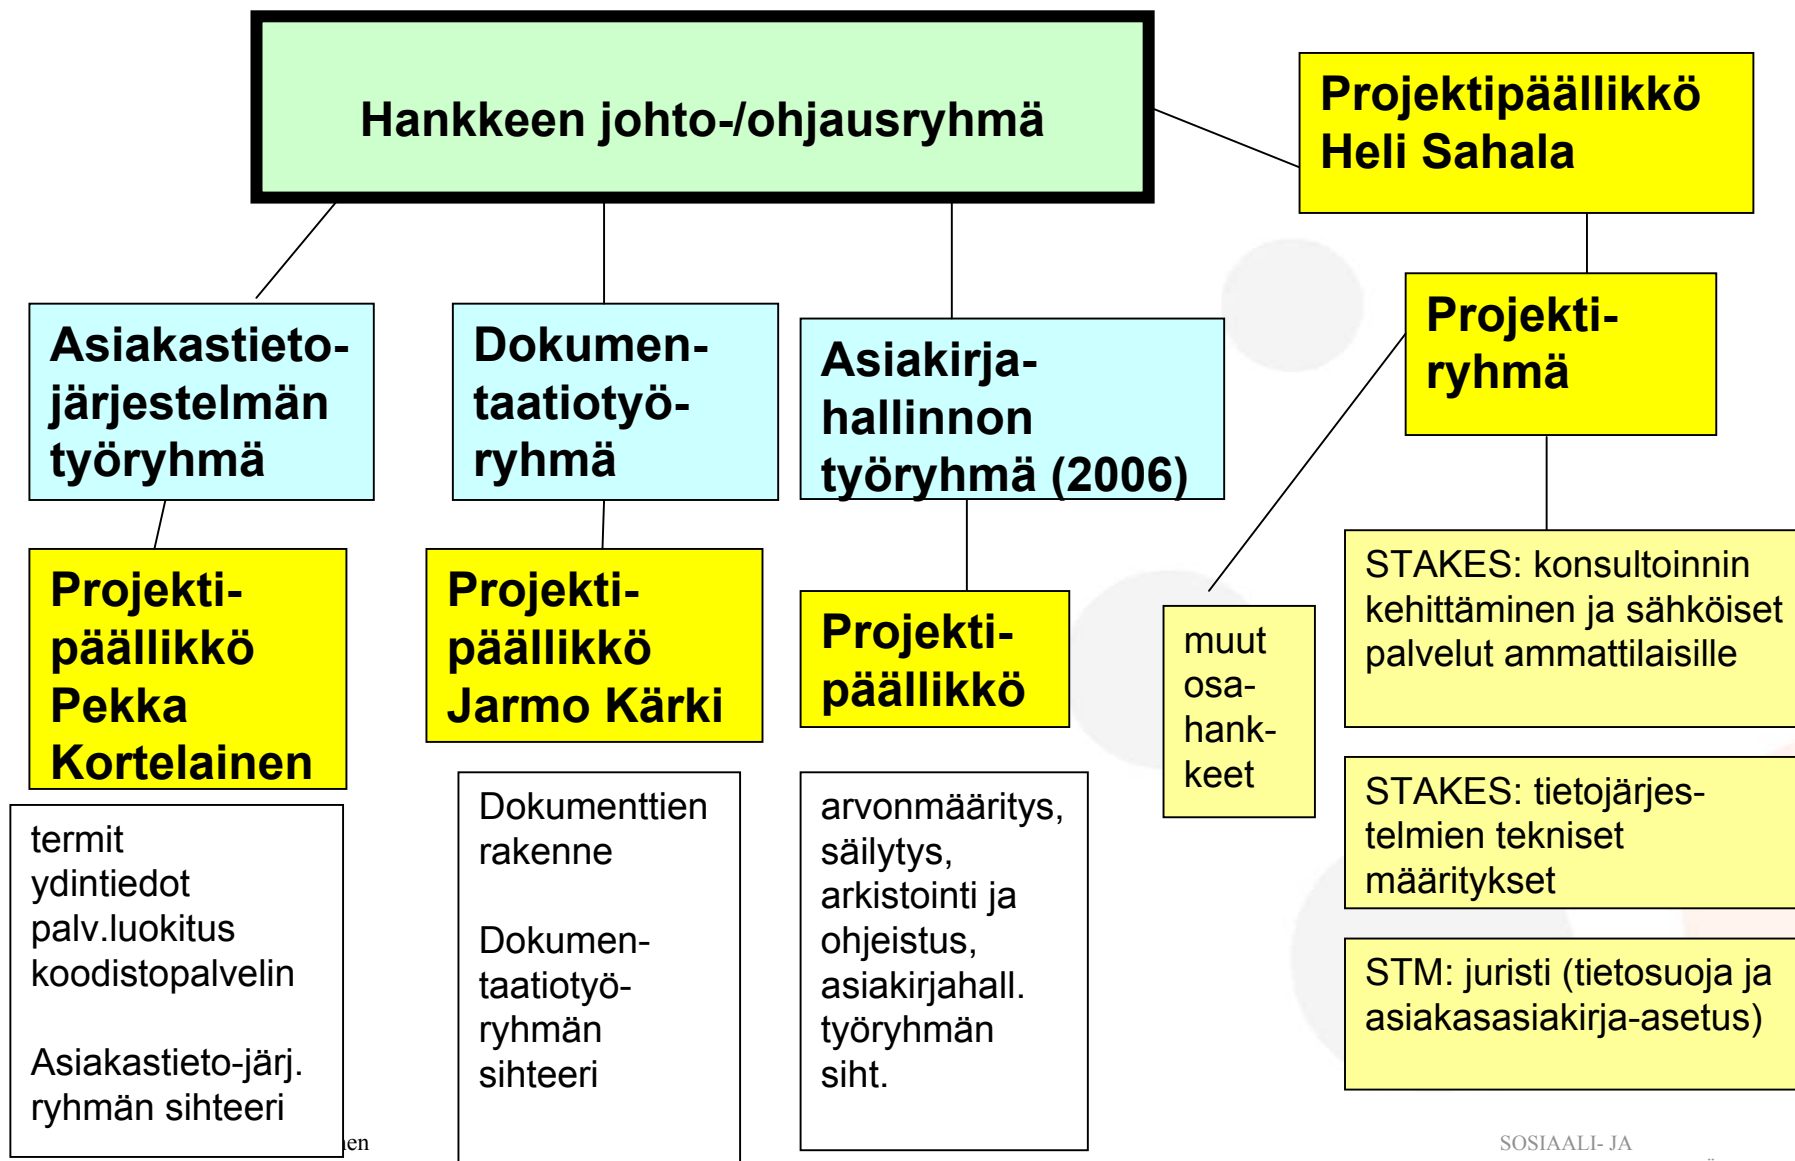 Hankkeen johto-/ohjausryhmä
Projektipäällikkö
Heli Sahala
Asiakastieto-
järjestelmän
työryhmä
Dokumen-
taatiotyö-
ryhmä
Asiakirja-
hallinnon
työryhmä (2006)
Projekti-
ryhmä
Projekti-
päällikkö
Pekka
Kortelainen
Projekti-
päällikkö
Jarmo Kärki
Projekti-
päällikkö
muut
osa-
hank-
keet
STAKES: konsultoinnin
kehittäminen ja sähköiset
palvelut ammattilaisille
STAKES: tietojärjes-
telmien tekniset
määritykset
STM: juristi (tietosuoja ja
asiakasasiakirja-asetus)
termit
ydintiedot
palv.luokitus
koodistopalvelin
Asiakastieto-järj.
ryhmän sihteeri
Dokumenttien
rakenne
Dokumen-
taatiotyö-
ryhmän
sihteeri
arvonmääritys,
säilytys,
arkistointi ja
ohjeistus,
asiakirjahall.
työryhmän
siht.
SOSIAALI- JA